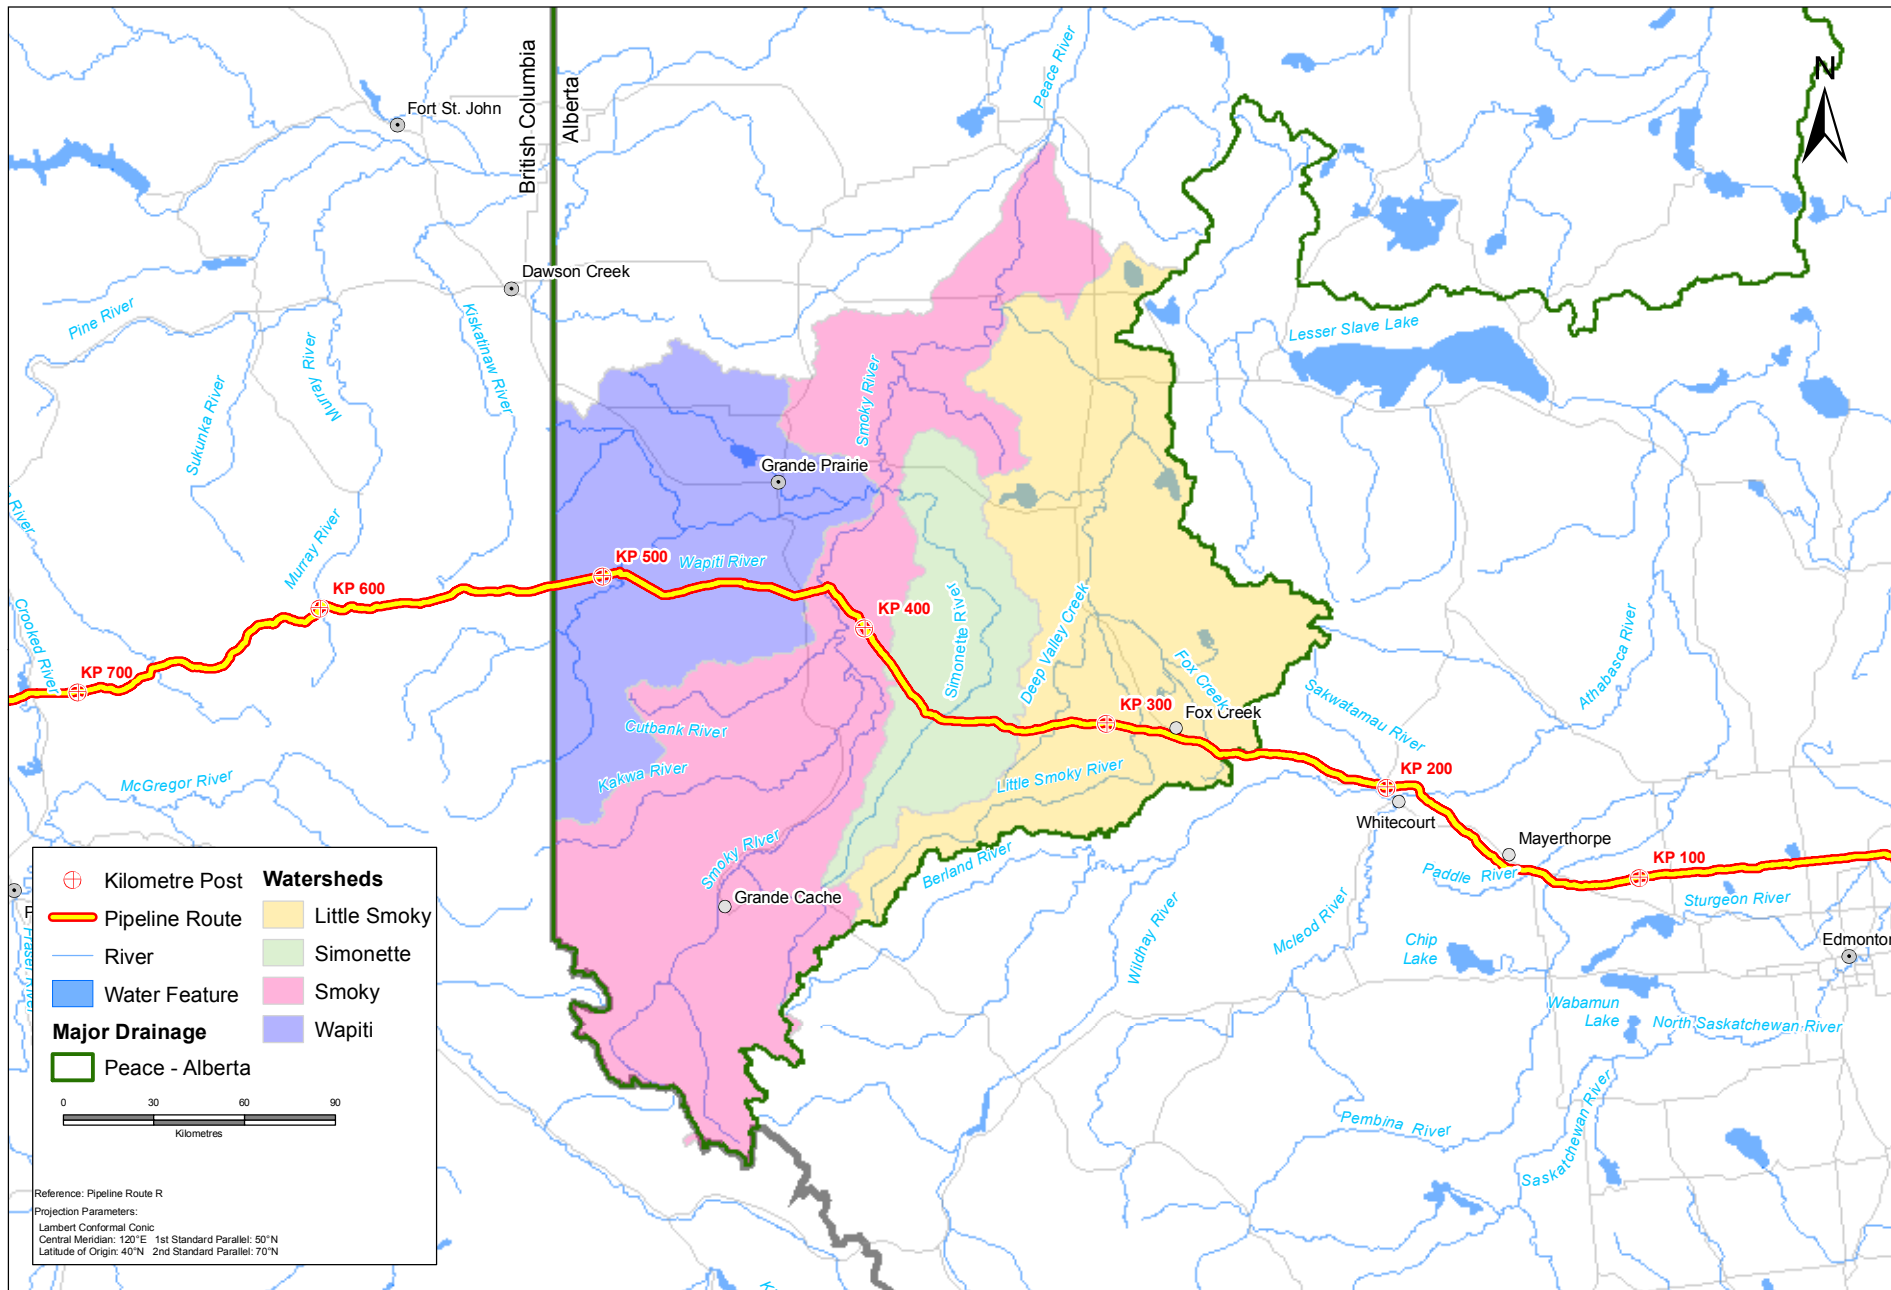 British Columbia
Alberta
Peace River
N
Fort St. John
Dawson Creek
Pine River
Murray River
Kiskatinaw River
Sukunka River
Lesser Slave Lake
Smoky River
Grande Prairie
River
Murray River
KP 500
Wapiti River
KP 600
KP 400
Simonette River
Deep Valley Creek
Crooked River
KP 700
Fox Creek
Athabasca River
Sakwatamau River
KP 300
Fox Creek
Cutbank River
Kakwa River
Little Smoky River
McGregor River
KP 200
Whitecourt
Mayerthorpe
KP 100
Smoky River
Berland River
Paddle River
Sturgeon River
Grande Cache
Wildhay River
Mcleod River
Chip
Lake
Edmonton
Wabamun
Lake
North Saskatchewan River
Saskatchewan River
Pembina River
Fraser River
Kilometre Post
Pipeline Route
River
Water Feature
Major Drainage
Peace - Alberta
Watersheds
Little Smoky
Simonette
Smoky
Wapiti
0 30 60 90
Kilometres
Reference: Pipeline Route R
Projection Parameters:
Lambert Conformal Conic
Central Meridian: 120°E 1st Standard Parallel: 50°N
Latitude of Origin: 40°N 2nd Standard Parallel: 70°N